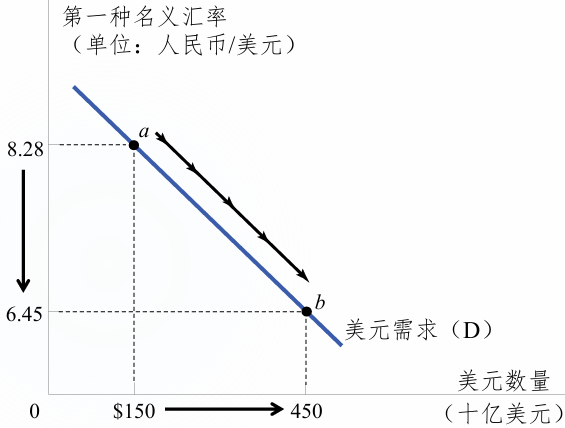 第一种名义汇率
（单位：人民币/美元）
a
8.28
b
6.45
美元需求（D）
美元数量
0
$150
450
（十亿美元）